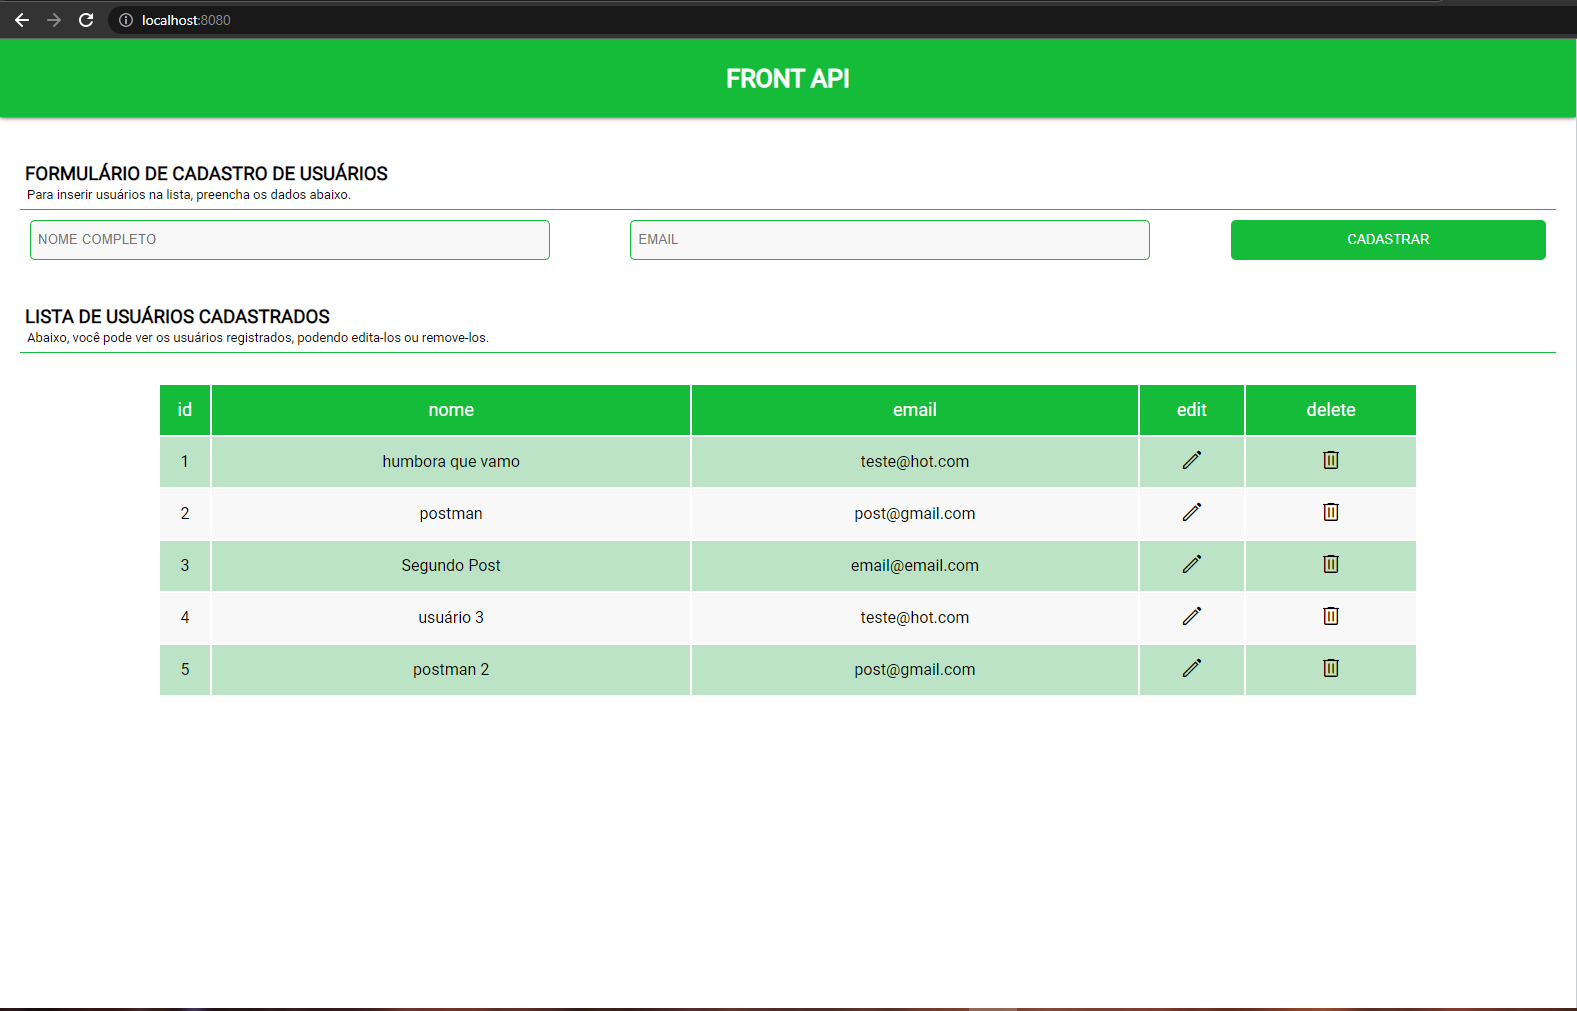 localhost:8080
FRONT API
FORMULÁRIO DE CADASTRO DE USUÁRIOS
Para inserir usuários na lista, preencha os dados abaixo.
NOME COMPLETO EMAIL CADASTRAR
LISTA DE USUÁRIOS CADASTRADOS
Abaixo, você pode ver os usuários registrados, podendo edita-los ou remove-los.
id nome email edit delete
1 humbora que vamo teste@hot.com
2 postman post@gmail.com
3 Segundo Post email@email.com
4 usuário 3 teste@hot.com
5 postman 2 post@gmail.com